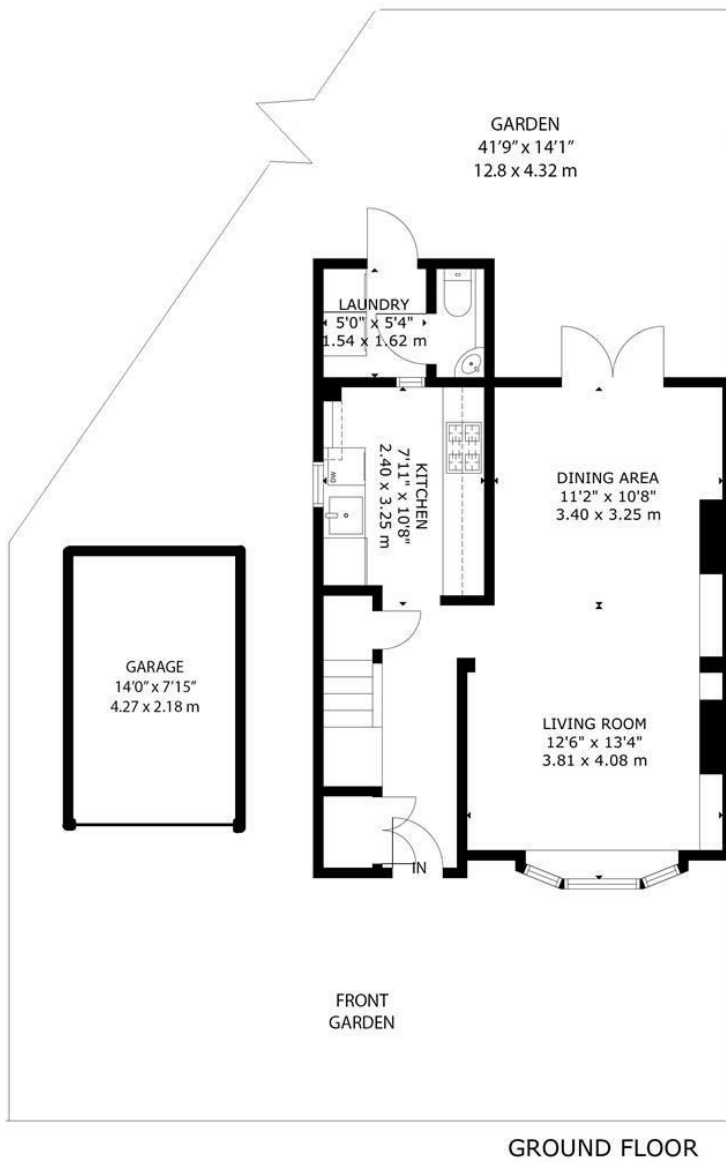 GARDEN
41'9" x 14'1"
12.8 x 4.32 m
LAUNDRY
5'0" x 5'4"
1.54 x 1.62 m
KITCHEN
7'11" x 10'8"
2.40 x 3.25 m
DW
DINING AREA
11'2" x 10'8"
3.40 x 3.25 m
GARAGE
14'0" x 7'15"
4.27 x 2.18 m
LIVING ROOM
12'6" x 13'4"
3.81 x 4.08 m
IN
FRONT
GARDEN
GROUND FLOOR